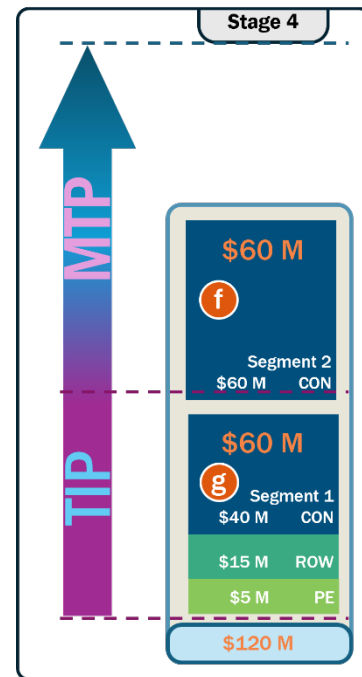 Stage 4
MTP
TIP
$60 M
f
Segment 2
$60 M CON
$60 M
g
Segment 1
$40 M CON
$15 M ROW
$5 M PE
$120 M